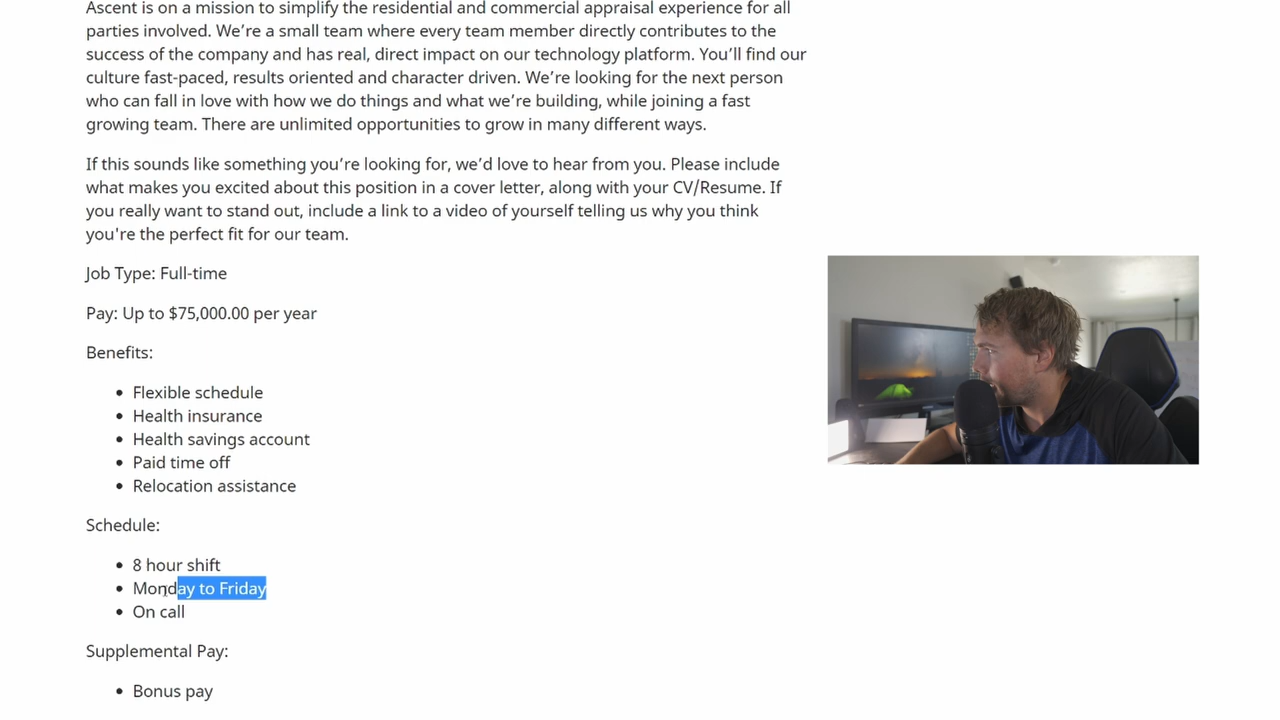 Ascent is on a mission to simplify the residential and commercial appraisal experience for all
parties involved. We’re a small team where every team member directly contributes to the
success of the company and has real, direct impact on our technology platform. You’ll find our
culture fast-paced, results oriented and character driven. We’re looking for the next person
who can fall in love with how we do things and what we’re building, while joining a fast
growing team. There are unlimited opportunities to grow in many different ways.
If this sounds like something you’re looking for, we’d love to hear from you. Please include
what makes you excited about this position in a cover letter, along with your CV/Resume. If
you really want to stand out, include a link to a video of yourself telling us why you think
you're the perfect fit for our team.
Job Type: Full-time
Pay: Up to $75,000.00 per year
Benefits:
• Flexible schedule
• Health insurance
• Health savings account
• Paid time off
• Relocation assistance
Schedule:
• 8 hour shift
• Monday to Friday
• On call
Supplemental Pay:
• Bonus pay